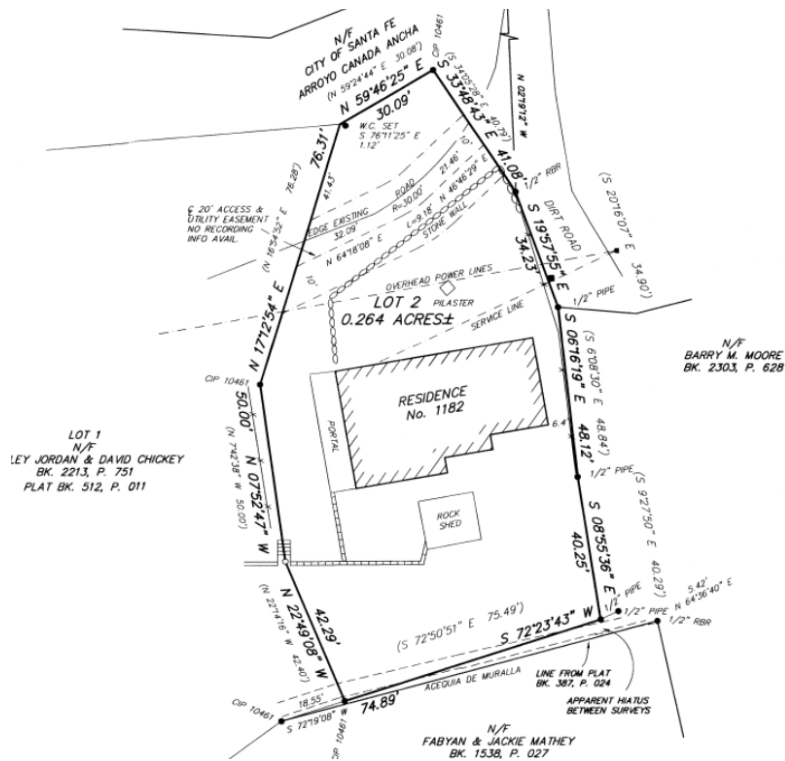 N/F
CITY OF SANTA FE
ARROYO CANADA ANCHA
(N 59°24'44" E 30.08')
N 59°46'25" E
30.09'
CIP 10461
(S 34°05'28" E 40.79')
S 33°48'43" E 41.08'
N 02°19'12" W
W.C. SET
S 76°11'25" E
1.12'
76.31'
(N 16°54'52" E 76.28')
N 17°12'54" E
41.43'
10'
21.46'
ROAD
R=30.00'
EDGE EXISTING
32.09
L=9.18'
N 46°46'29" E
STONE WALL
N 64°18'08" E
10'
₵ 20' ACCESS &
UTILITY EASEMENT
NO RECORDING
INFO AVAIL.
1/2" RBR
DIRT ROAD
S 19°57'55" E
34.23'
(S 20°16'07" E 34.90')
OVERHEAD POWER LINES
LOT 2
PILASTER
0.264 ACRES±
SERVICE LINE
1/2" PIPE
N/F
BARRY M. MOORE
BK. 2303, P. 628
S 06°16'19" E 48.12'
(S 6°08'30" E 48.84')
CIP 10461
RESIDENCE
No. 1182
PORTAL
6.4'
50.00'
N 07°52'47" W
(N 7°42'38" W 50.00')
LOT 1
N/F
LEY JORDAN & DAVID CHICKEY
BK. 2213, P. 751
PLAT BK. 512, P. 011
1/2" PIPE
ROCK
SHED
S 08°55'36" E
40.25'
(S 9°27'50" E 40.29')
42.29'
N 22°49'08" W
(N 22°14'16" W 42.40')
1/2" PIPE
1/2" PIPE
5.42'
N 64°36'40" E
1/2" RBR
(S 72°50'51" E 75.49')
S 72°23'43" W
74.89'
ACEQUIA DE MURALLA
LINE FROM PLAT
BK. 387, P. 024
APPARENT HIATUS
BETWEEN SURVEYS
CIP 10461
18.55'
S 72°19'08" W
CIP 10461
N/F
FABYAN & JACKIE MATHEY
BK. 1538, P. 027